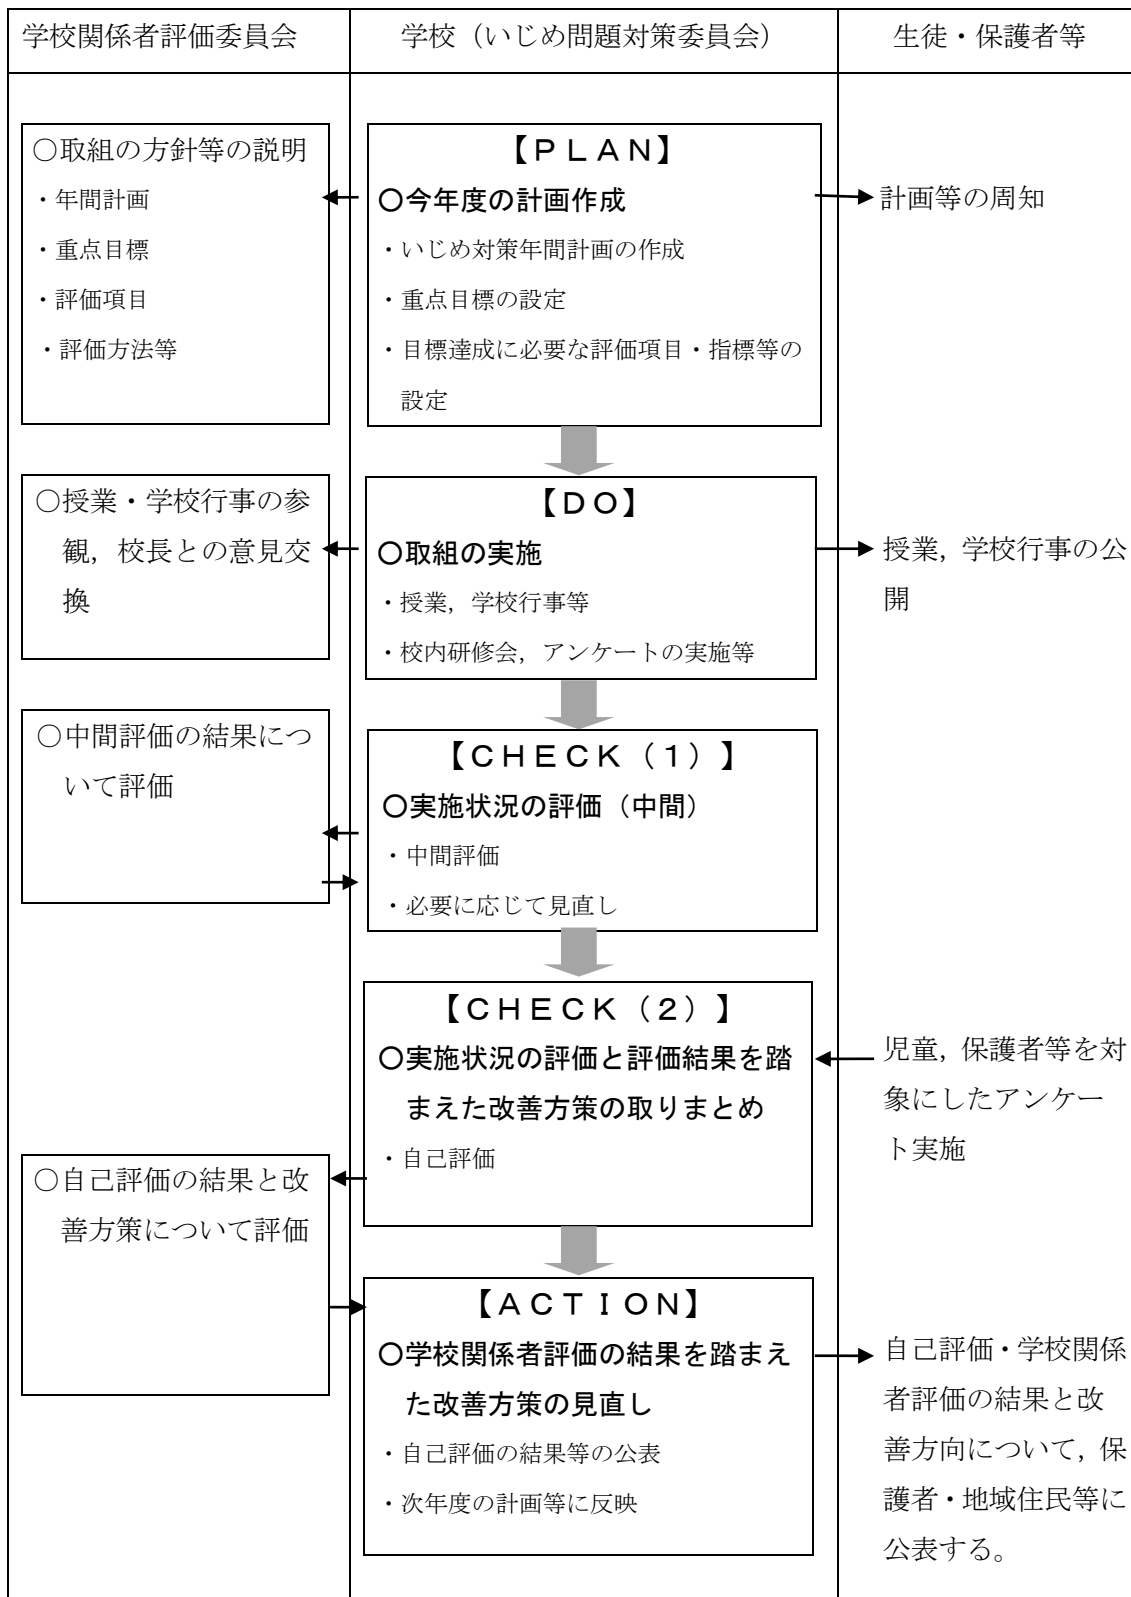 学校関係者評価委員会
学校（いじめ問題対策委員会）
生徒・保護者等
○取組の方針等の説明
・年間計画
・重点目標
・評価項目
・評価方法等
【ＰＬＡＮ】
○今年度の計画作成
・いじめ対策年間計画の作成
・重点目標の設定
・目標達成に必要な評価項目・指標等の
設定
計画等の周知
○授業・学校行事の参
観，校長との意見交
換
【ＤＯ】
○取組の実施
・授業，学校行事等
・校内研修会，アンケートの実施等
授業，学校行事の公
開
○中間評価の結果につ
いて評価
【ＣＨＥＣＫ（１）】
○実施状況の評価（中間）
・中間評価
・必要に応じて見直し
【ＣＨＥＣＫ（２）】
○実施状況の評価と評価結果を踏
まえた改善方策の取りまとめ
・自己評価
児童，保護者等を対
象にしたアンケー
ト実施
○自己評価の結果と改
善方策について評価
【ＡＣＴＩＯＮ】
○学校関係者評価の結果を踏まえ
た改善方策の見直し
・自己評価の結果等の公表
・次年度の計画等に反映
自己評価・学校関係
者評価の結果と改
善方向について，保
護者・地域住民等に
公表する。